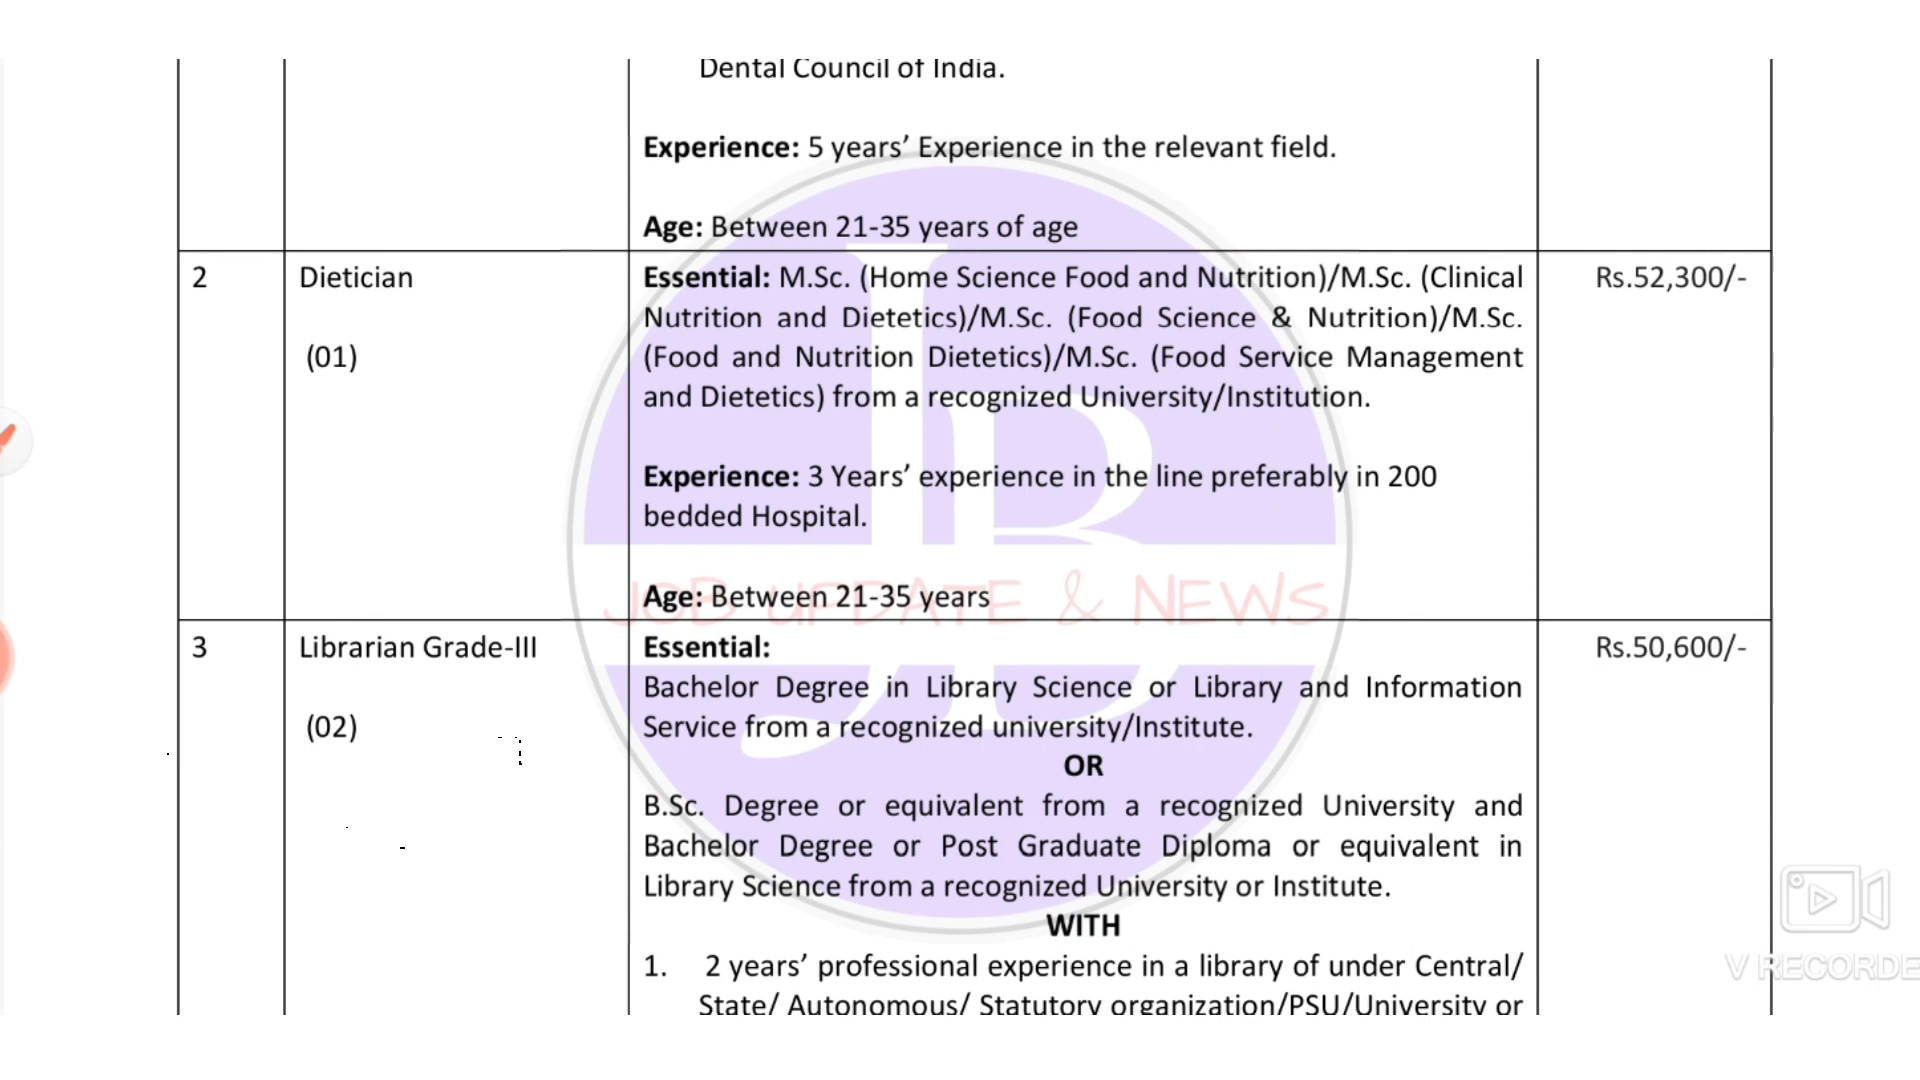 Dental Council of India.
Experience: 5 years’ Experience in the relevant field.
Age: Between 21-35 years of age
2
Dietician
(01)
Essential: M.Sc. (Home Science Food and Nutrition)/M.Sc. (Clinical
Nutrition and Dietetics)/M.Sc. (Food Science & Nutrition)/M.Sc.
(Food and Nutrition Dietetics)/M.Sc. (Food Service Management
and Dietetics) from a recognized University/Institution.
Experience: 3 Years’ experience in the line preferably in 200
bedded Hospital.
Age: Between 21-35 years
Rs.52,300/-
JOB UPDATE & NEWS
3
Librarian Grade-III
(02)
Essential:
Bachelor Degree in Library Science or Library and Information
Service from a recognized university/Institute.
OR
B.Sc. Degree or equivalent from a recognized University and
Bachelor Degree or Post Graduate Diploma or equivalent in
Library Science from a recognized University or Institute.
WITH
1. 2 years’ professional experience in a library of under Central/
State/ Autonomous/ Statutory organization/PSU/University or
Rs.50,600/-
V RECORDE